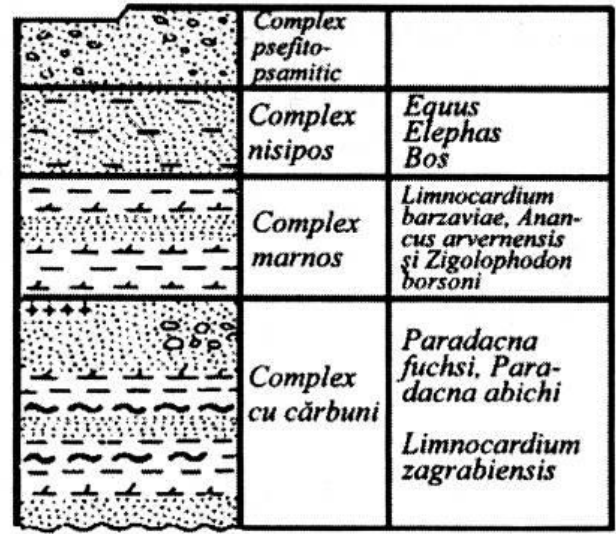 Complex
psefito-
psamitic
Complex
nisipos
Equus
Elephas
Bos
Complex
marnos
Limnocardium
barzaviae, Anan-
cus arvernensis
și Zigolophodon
borsoni
Complex
cu cărbuni
Paradacna
fuchsi, Para-
dacna abichi
Limnocardium
zagrabiensis